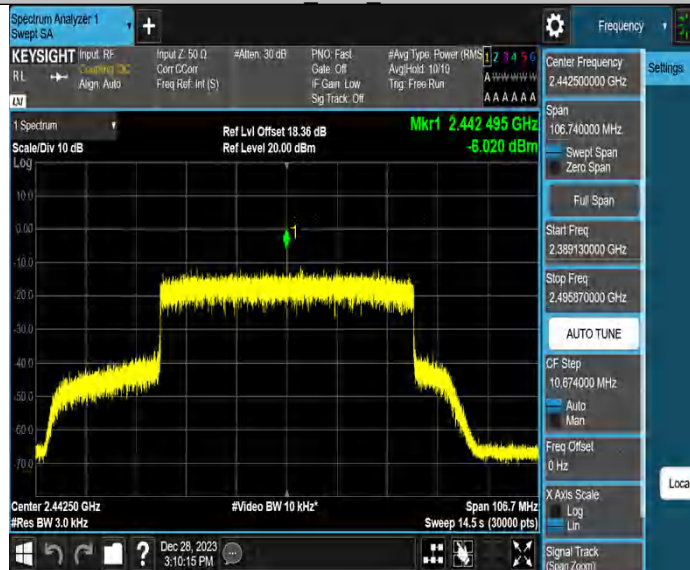 Spectrum Analyzer 1
Swept SA
Frequency
KEYSIGHT
RL
Input: RF
Coupling: DC
Align: Auto
Input Z: 50 Ω
Corr CCorr
Freq Ref: Int (S)
#Atten: 30 dB
PNO: Fast
Gate: Off
IF Gain: Low
Sig Track: Off
#Avg Type: Power (RMS
Avg|Hold: 10/10
Trig: Free Run
1 2 3 4 5 6
A W W W W W
A A A A A A
LXI
1 Spectrum
Scale/Div 10 dB
Log
Ref Lvl Offset 18.36 dB
Ref Level 20.00 dBm
Mkr1 2.442 495 GHz
-6.020 dBm
10.0
0.00
-10.0
-20.0
-30.0
-40.0
-50.0
-60.0
-70.0
1
Center 2.44250 GHz
#Res BW 3.0 kHz
#Video BW 10 kHz*
Span 106.7 MHz
Sweep 14.5 s (30000 pts)
?
Dec 28, 2023
3:10:15 PM
Center Frequency
2.442500000 GHz
Span
106.740000 MHz
Swept Span
Zero Span
Full Span
Start Freq
2.389130000 GHz
Stop Freq
2.495870000 GHz
AUTO TUNE
CF Step
10.674000 MHz
Auto
Man
Freq Offset
0 Hz
X Axis Scale
Log
Lin
Signal Track
(Span Zoom)
Settings
Loca